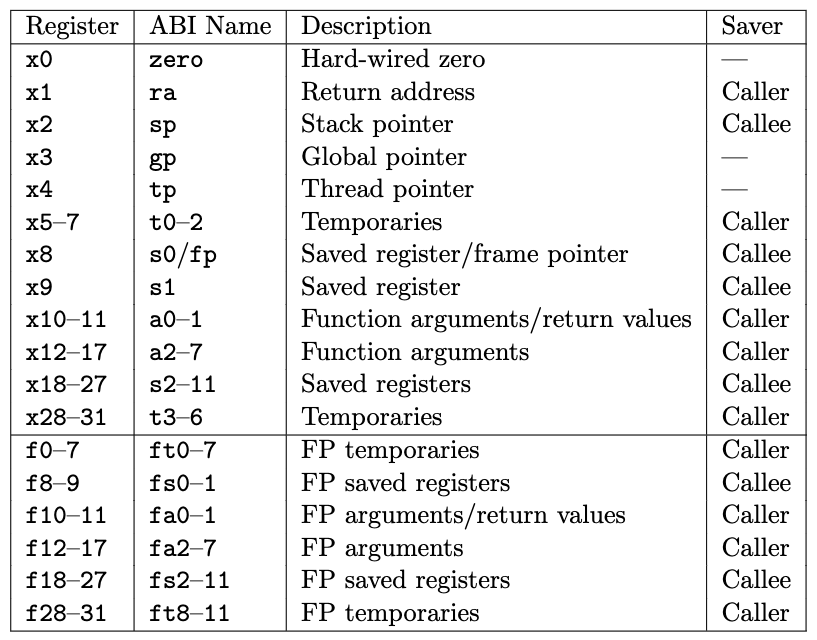 Register ABI Name Description Saver
x0 zero Hard-wired zero —
x1 ra Return address Caller
x2 sp Stack pointer Callee
x3 gp Global pointer —
x4 tp Thread pointer —
x5–7 t0–2 Temporaries Caller
x8 s0/fp Saved register/frame pointer Callee
x9 s1 Saved register Callee
x10–11 a0–1 Function arguments/return values Caller
x12–17 a2–7 Function arguments Caller
x18–27 s2–11 Saved registers Callee
x28–31 t3–6 Temporaries Caller
f0–7 ft0–7 FP temporaries Caller
f8–9 fs0–1 FP saved registers Callee
f10–11 fa0–1 FP arguments/return values Caller
f12–17 fa2–7 FP arguments Caller
f18–27 fs2–11 FP saved registers Callee
f28–31 ft8–11 FP temporaries Caller